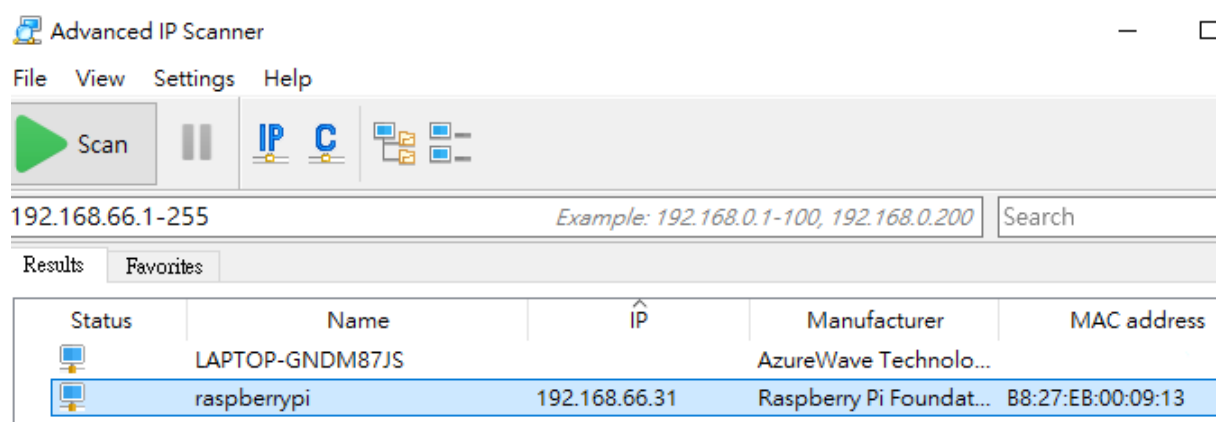 Advanced IP Scanner
File View Settings Help
Scan IP C
192.168.66.1-255 Example: 192.168.0.1-100, 192.168.0.200 Search
Results Favorites
Status Name IP Manufacturer MAC address
LAPTOP-GNDM87JS AzureWave Technolo...
raspberrypi 192.168.66.31 Raspberry Pi Foundat... B8:27:EB:00:09:13